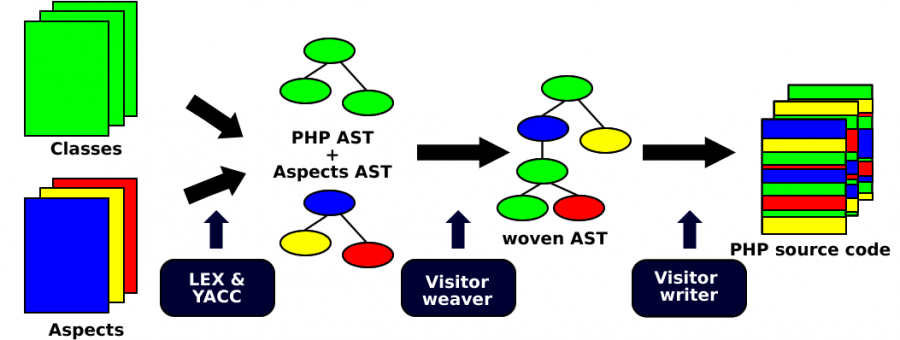 Classes
PHP AST
+
Aspects AST
woven AST
PHP source code
LEX &
YACC
Visitor
weaver
Visitor
writer
Aspects